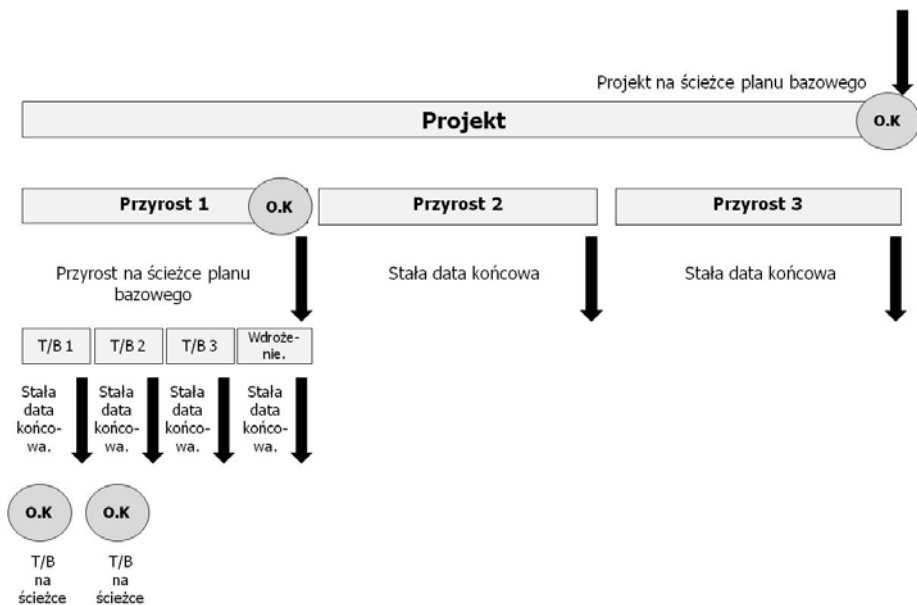 Projekt na ścieżce planu bazowego
Projekt
O.K
Przyrost 1
O.K
Przyrost 2
Przyrost 3
Przyrost na ścieżce planu
bazowego
Stała data końcowa
Stała data końcowa
T/B 1
T/B 2
T/B 3
Wdroże-
nie.
Stała
data
końco-
wa.
Stała
data
końco-
wa.
Stała
data
końco-
wa.
Stała
data
końco-
wa.
O.K
O.K
T/B
na
ścieżce
T/B
na
ścieżce